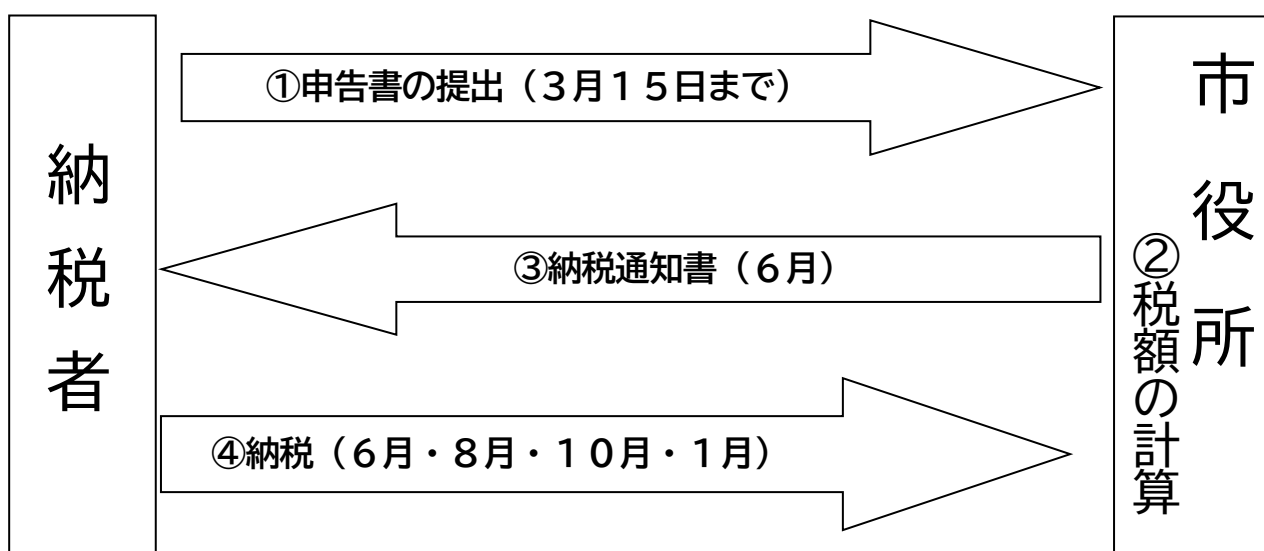 納税者
①申告書の提出（３月１５日まで）
③納税通知書（６月）
④納税（６月・８月・１０月・１月）
市役所
②税額の計算